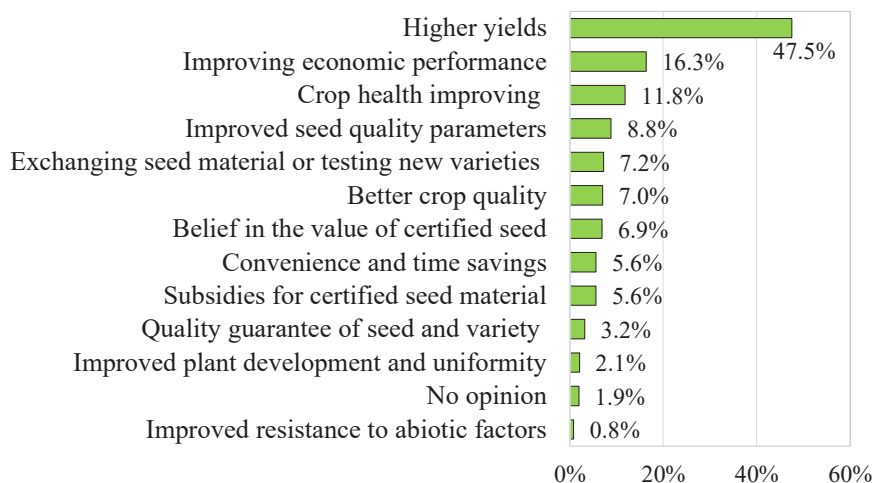 Higher yields
47.5%
Improving economic performance
16.3%
Crop health improving
11.8%
Improved seed quality parameters
8.8%
Exchanging seed material or testing new varieties
7.2%
Better crop quality
7.0%
Belief in the value of certified seed
6.9%
Convenience and time savings
5.6%
Subsidies for certified seed material
5.6%
Quality guarantee of seed and variety
3.2%
Improved plant development and uniformity
2.1%
No opinion
1.9%
Improved resistance to abiotic factors
0.8%
0% 20% 40% 60%